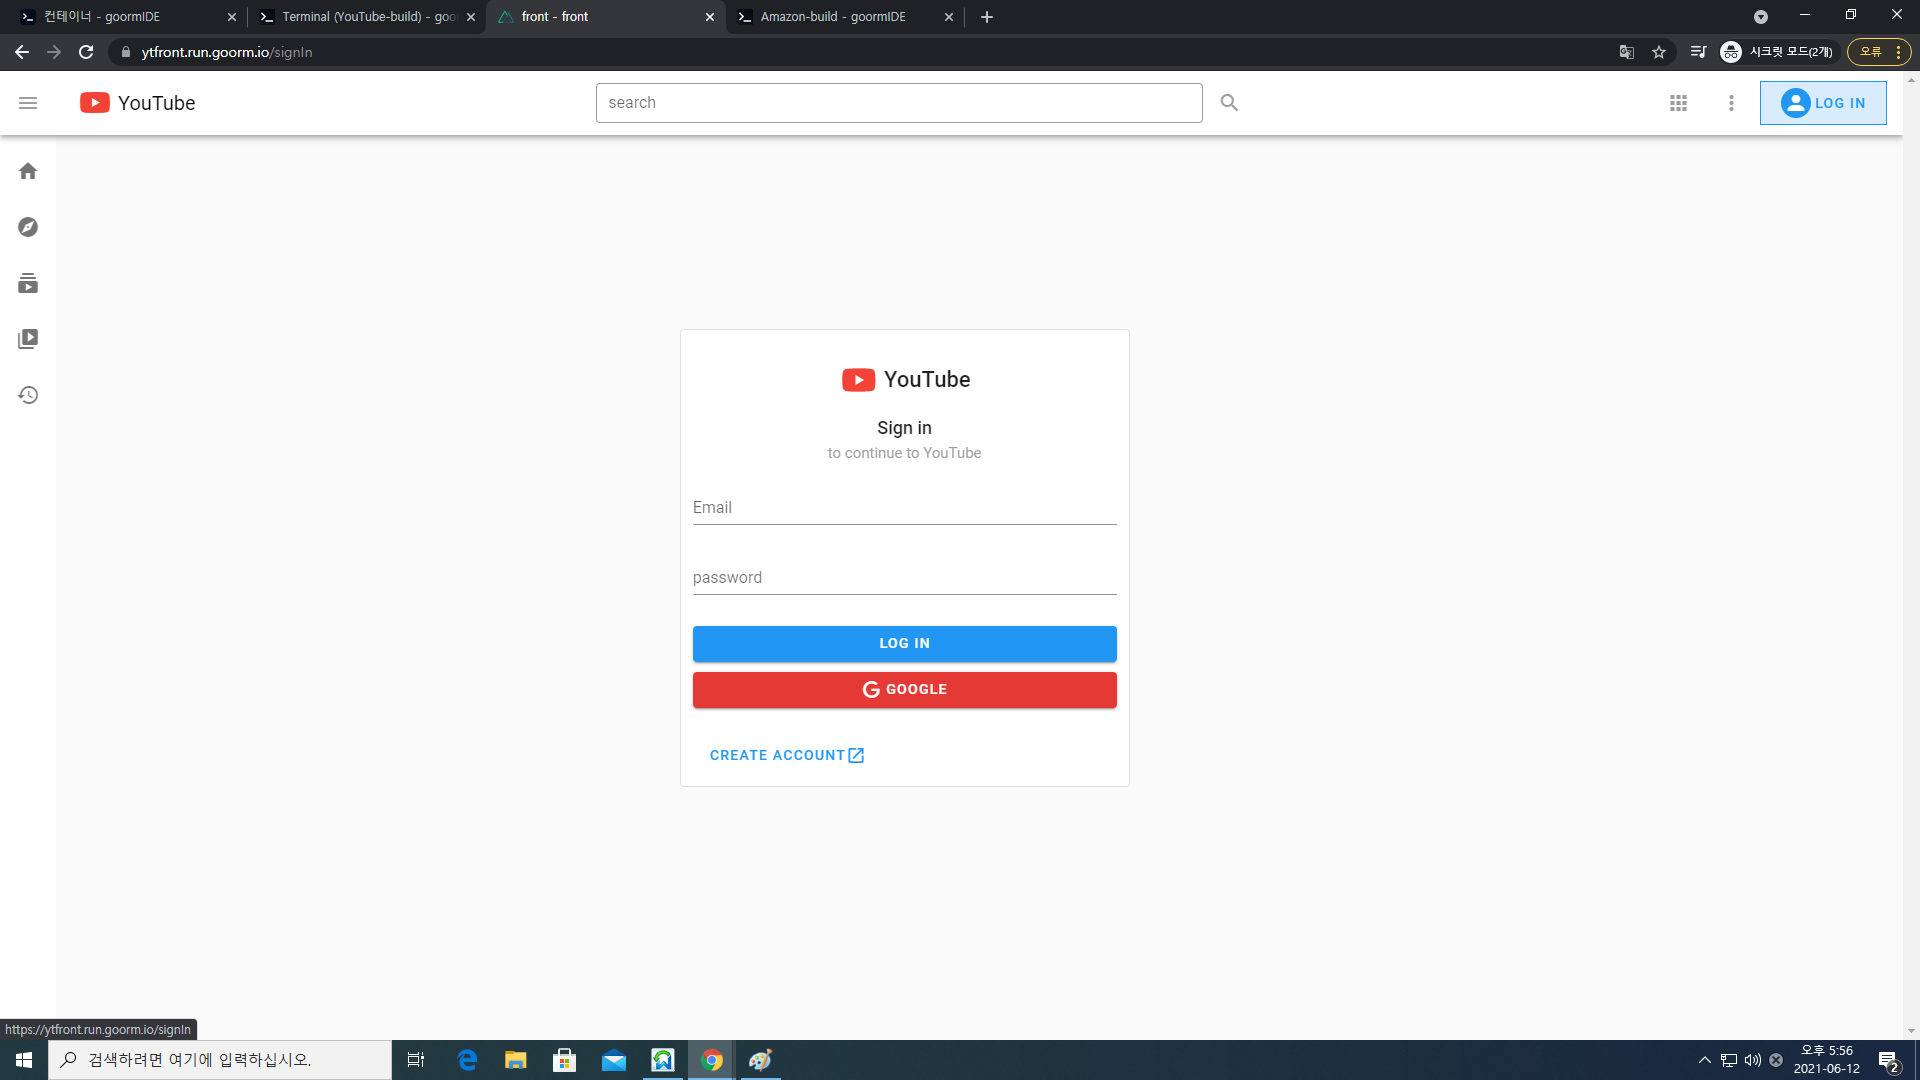 컨테이너 - goormIDE
Terminal (YouTube-build) - goo
front - front
Amazon-build - goormIDE
ytfront.run.goorm.io/signIn
시크릿 모드(2개)
오류
YouTube
search
LOG IN
YouTube
Sign in
to continue to YouTube
Email
password
LOG IN
GOOGLE
CREATE ACCOUNT
https://ytfront.run.goorm.io/signIn
검색하려면 여기에 입력하십시오.
오후 5:56
2021-06-12
2